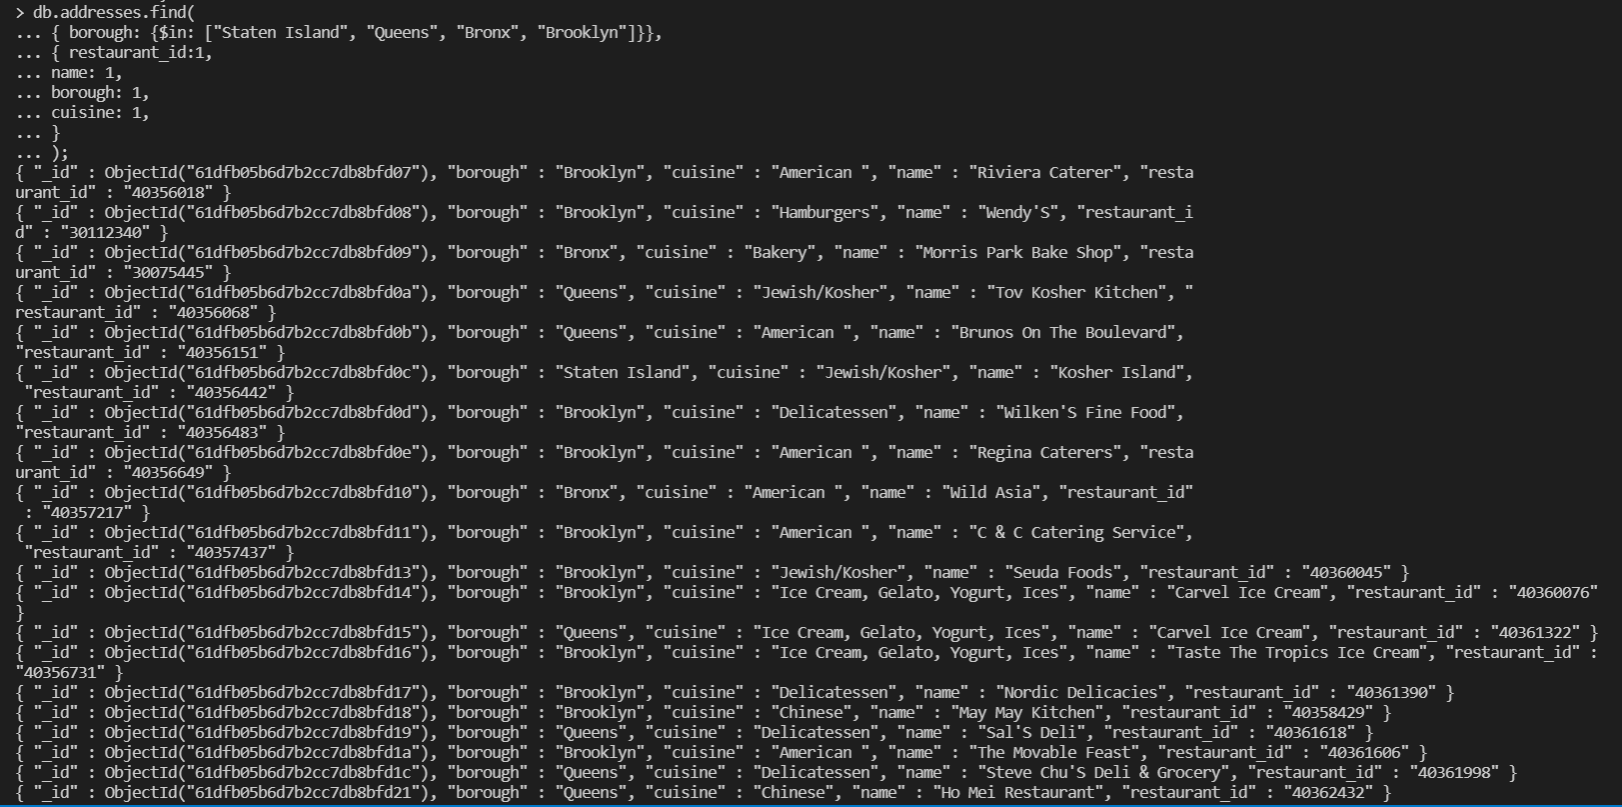 > db.addresses.find(
... { borough: {$in: ["Staten Island", "Queens", "Bronx", "Brooklyn"]}},
... { restaurant_id:1,
... name: 1,
... borough: 1,
... cuisine: 1,
... }
... );
{ "_id" : ObjectId("61dfb05b6d7b2cc7db8bfd07"), "borough" : "Brooklyn", "cuisine" : "American ", "name" : "Riviera Caterer", "resta
urant_id" : "40356018" }
{ "_id" : ObjectId("61dfb05b6d7b2cc7db8bfd08"), "borough" : "Brooklyn", "cuisine" : "Hamburgers", "name" : "Wendy'S", "restaurant_i
d" : "30112340" }
{ "_id" : ObjectId("61dfb05b6d7b2cc7db8bfd09"), "borough" : "Bronx", "cuisine" : "Bakery", "name" : "Morris Park Bake Shop", "resta
urant_id" : "30075445" }
{ "_id" : ObjectId("61dfb05b6d7b2cc7db8bfd0a"), "borough" : "Queens", "cuisine" : "Jewish/Kosher", "name" : "Tov Kosher Kitchen", "
restaurant_id" : "40356068" }
{ "_id" : ObjectId("61dfb05b6d7b2cc7db8bfd0b"), "borough" : "Queens", "cuisine" : "American ", "name" : "Brunos On The Boulevard",
"restaurant_id" : "40356151" }
{ "_id" : ObjectId("61dfb05b6d7b2cc7db8bfd0c"), "borough" : "Staten Island", "cuisine" : "Jewish/Kosher", "name" : "Kosher Island",
 "restaurant_id" : "40356442" }
{ "_id" : ObjectId("61dfb05b6d7b2cc7db8bfd0d"), "borough" : "Brooklyn", "cuisine" : "Delicatessen", "name" : "Wilken'S Fine Food",
"restaurant_id" : "40356483" }
{ "_id" : ObjectId("61dfb05b6d7b2cc7db8bfd0e"), "borough" : "Brooklyn", "cuisine" : "American ", "name" : "Regina Caterers", "resta
urant_id" : "40356649" }
{ "_id" : ObjectId("61dfb05b6d7b2cc7db8bfd10"), "borough" : "Bronx", "cuisine" : "American ", "name" : "Wild Asia", "restaurant_id"
 : "40357217" }
{ "_id" : ObjectId("61dfb05b6d7b2cc7db8bfd11"), "borough" : "Brooklyn", "cuisine" : "American ", "name" : "C & C Catering Service",
 "restaurant_id" : "40357437" }
{ "_id" : ObjectId("61dfb05b6d7b2cc7db8bfd13"), "borough" : "Brooklyn", "cuisine" : "Jewish/Kosher", "name" : "Seuda Foods", "restaurant_id" : "40360045" }
{ "_id" : ObjectId("61dfb05b6d7b2cc7db8bfd14"), "borough" : "Brooklyn", "cuisine" : "Ice Cream, Gelato, Yogurt, Ices", "name" : "Carvel Ice Cream", "restaurant_id" : "40360076"
}
{ "_id" : ObjectId("61dfb05b6d7b2cc7db8bfd15"), "borough" : "Queens", "cuisine" : "Ice Cream, Gelato, Yogurt, Ices", "name" : "Carvel Ice Cream", "restaurant_id" : "40361322" }
{ "_id" : ObjectId("61dfb05b6d7b2cc7db8bfd16"), "borough" : "Brooklyn", "cuisine" : "Ice Cream, Gelato, Yogurt, Ices", "name" : "Taste The Tropics Ice Cream", "restaurant_id" :
"40356731" }
{ "_id" : ObjectId("61dfb05b6d7b2cc7db8bfd17"), "borough" : "Brooklyn", "cuisine" : "Delicatessen", "name" : "Nordic Delicacies", "restaurant_id" : "40361390" }
{ "_id" : ObjectId("61dfb05b6d7b2cc7db8bfd18"), "borough" : "Brooklyn", "cuisine" : "Chinese", "name" : "May May Kitchen", "restaurant_id" : "40358429" }
{ "_id" : ObjectId("61dfb05b6d7b2cc7db8bfd19"), "borough" : "Queens", "cuisine" : "Delicatessen", "name" : "Sal'S Deli", "restaurant_id" : "40361618" }
{ "_id" : ObjectId("61dfb05b6d7b2cc7db8bfd1a"), "borough" : "Brooklyn", "cuisine" : "American ", "name" : "The Movable Feast", "restaurant_id" : "40361606" }
{ "_id" : ObjectId("61dfb05b6d7b2cc7db8bfd1c"), "borough" : "Queens", "cuisine" : "Delicatessen", "name" : "Steve Chu'S Deli & Grocery", "restaurant_id" : "40361998" }
{ "_id" : ObjectId("61dfb05b6d7b2cc7db8bfd21"), "borough" : "Queens", "cuisine" : "Chinese", "name" : "Ho Mei Restaurant", "restaurant_id" : "40362432" }